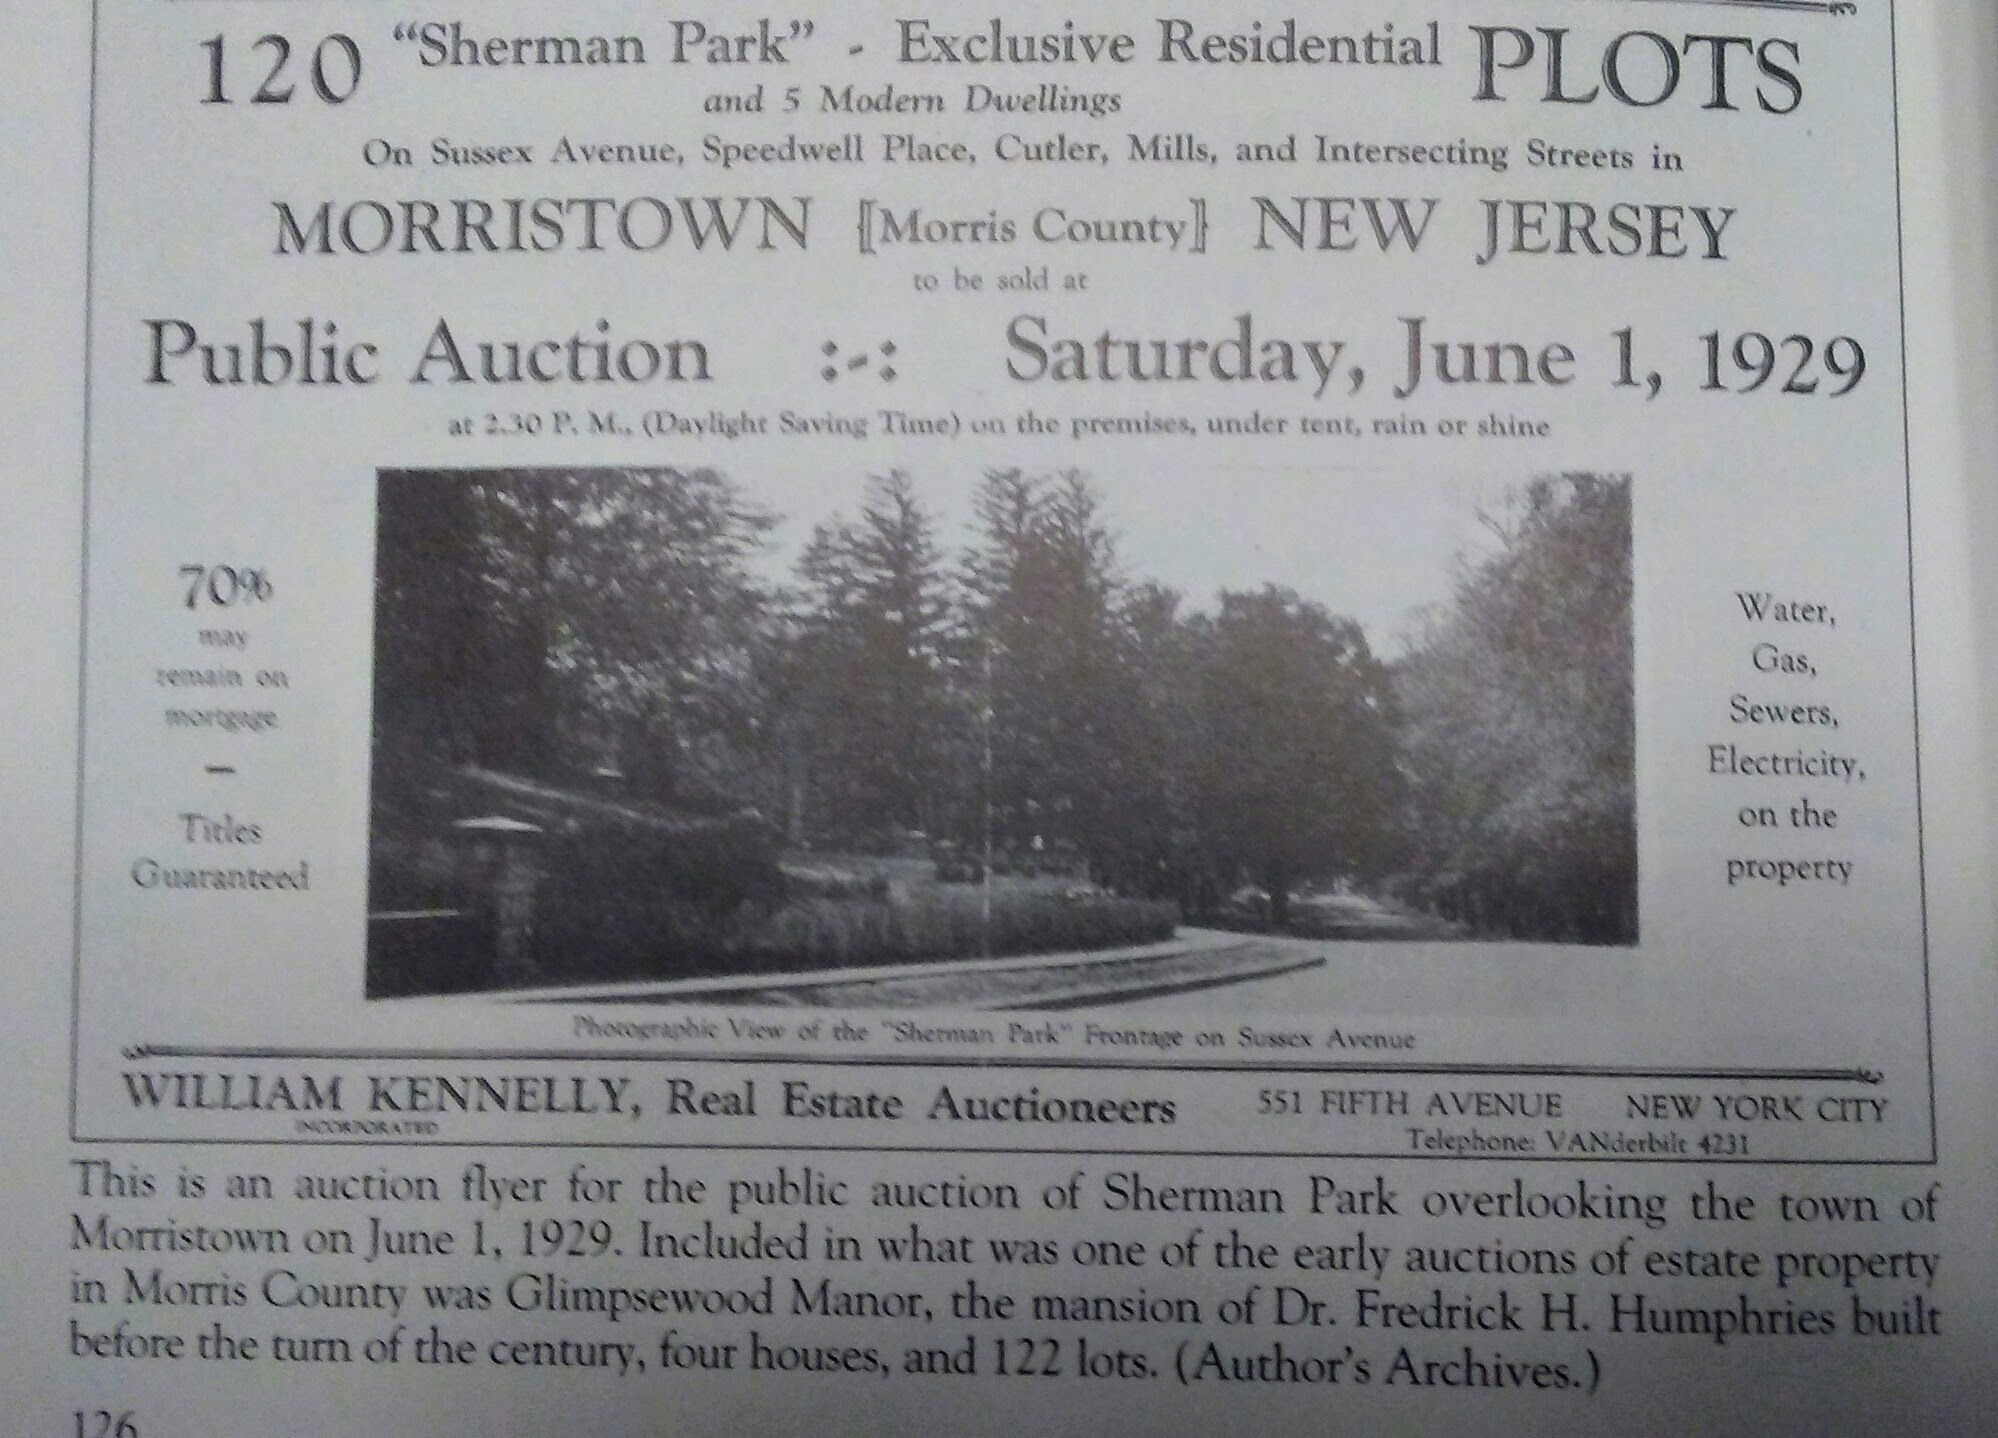 120 "Sherman Park" - Exclusive Residential PLOTS
and 5 Modern Dwellings
On Sussex Avenue, Speedwell Place, Cutler, Mills, and Intersecting Streets in
MORRISTOWN [Morris County] NEW JERSEY
to be sold at
Public Auction :-: Saturday, June 1, 1929
at 2.30 P. M., (Daylight Saving Time) on the premises, under tent, rain or shine
70%
may
remain on
mortgage
—
Titles
Guaranteed
Water,
Gas,
Sewers,
Electricity,
on the
property
Photographic View of the "Sherman Park" Frontage on Sussex Avenue
WILLIAM KENNELLY, Real Estate Auctioneers
INCORPORATED
551 FIFTH AVENUE NEW YORK CITY
Telephone: VANderbilt 4231
This is an auction flyer for the public auction of Sherman Park overlooking the town of
Morristown on June 1, 1929. Included in what was one of the early auctions of estate property
in Morris County was Glimpsewood Manor, the mansion of Dr. Fredrick H. Humphries built
before the turn of the century, four houses, and 122 lots. (Author's Archives.)
126